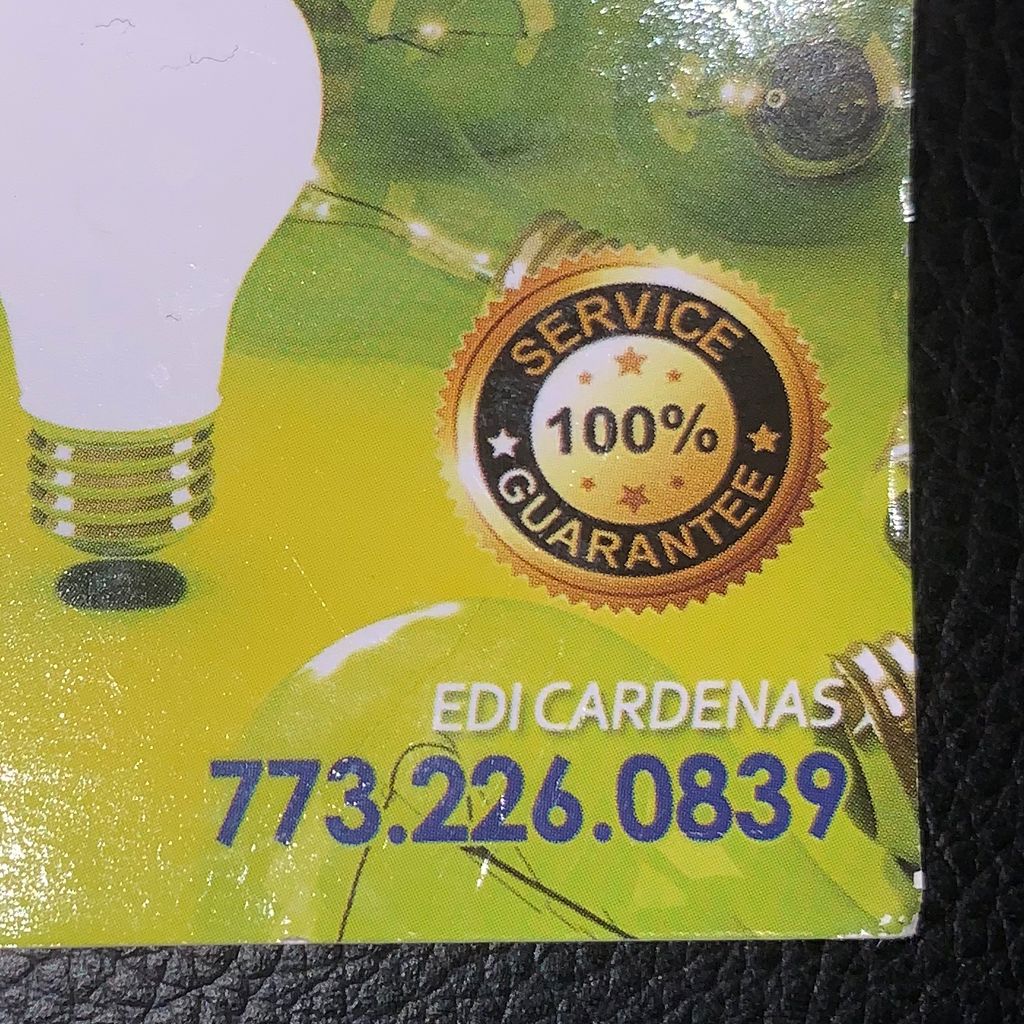 SERVICE
100%
GUARANTEE
EDI CARDENAS
773.226.0839